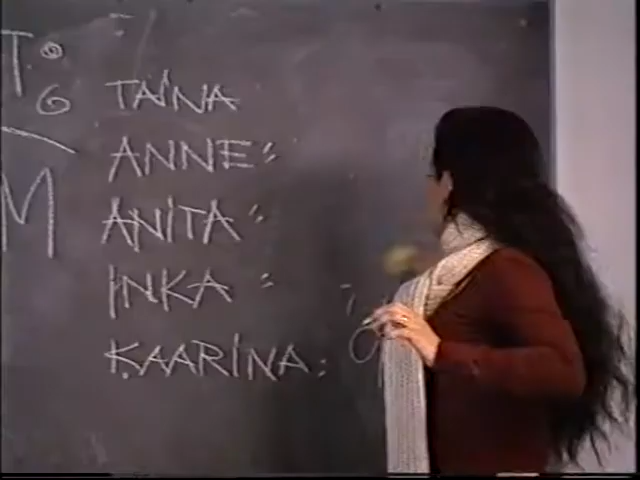 T
M
TAINA
ANNE :
ANITA :
INKA :
KAARINA :